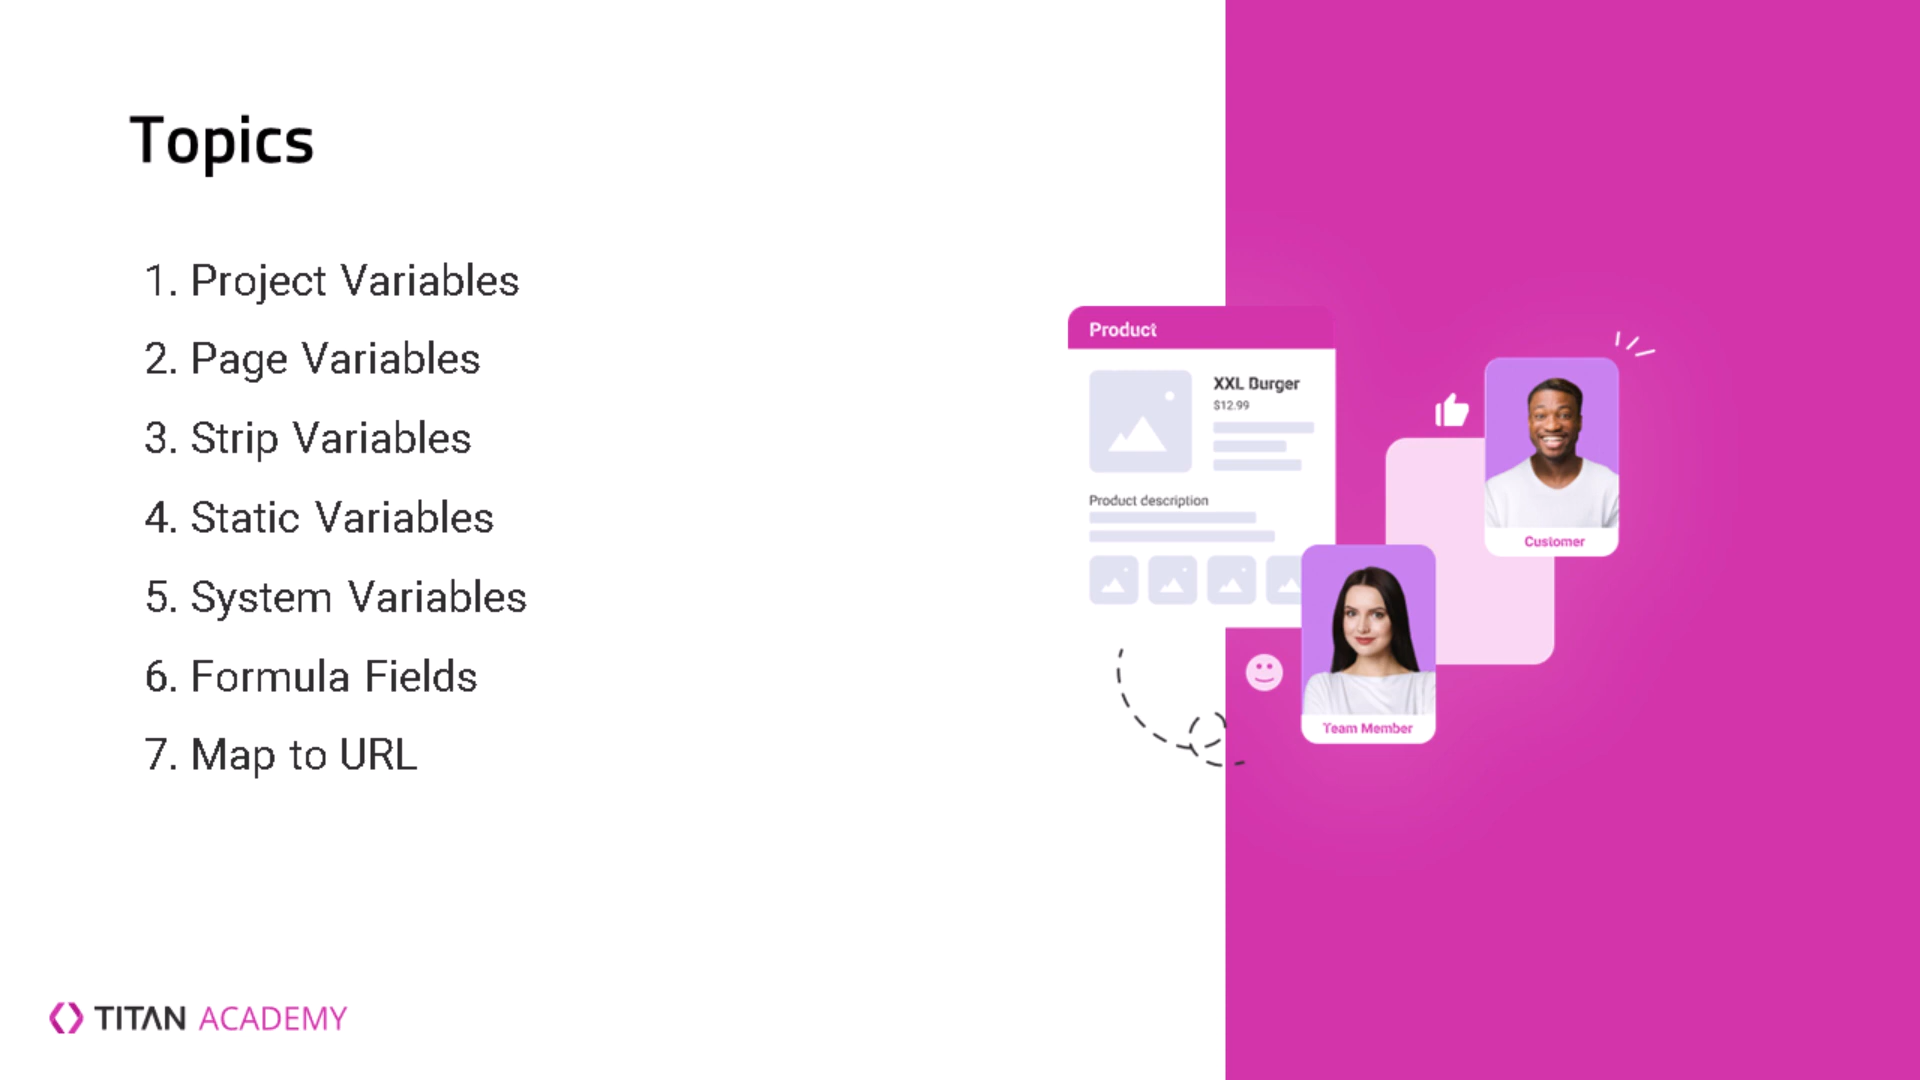 Topics
1. Project Variables
2. Page Variables
3. Strip Variables
4. Static Variables
5. System Variables
6. Formula Fields
7. Map to URL
Product
XXL Burger
$12.99
Product description
Customer
Team Member
TITAN ACADEMY